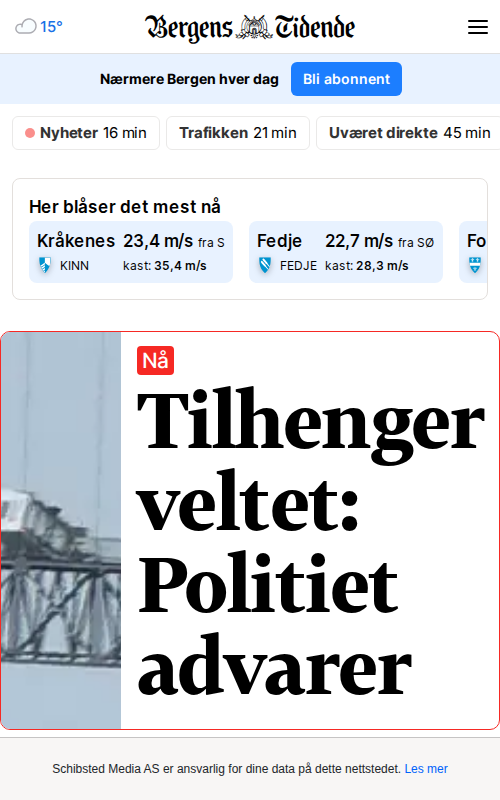 15°
Bergens Tidende
Nærmere Bergen hver dag
Bli abonnent
Nyheter 16 min
Trafikken 21 min
Uværet direkte 45 min
Her blåser det mest nå
Kråkenes 23,4 m/s fra S
KINN kast: 35,4 m/s
Fedje 22,7 m/s fra SØ
FEDJE kast: 28,3 m/s
Fo
Nå
Tilhenger
veltet:
Politiet
advarer
Schibsted Media AS er ansvarlig for dine data på dette nettstedet. Les mer